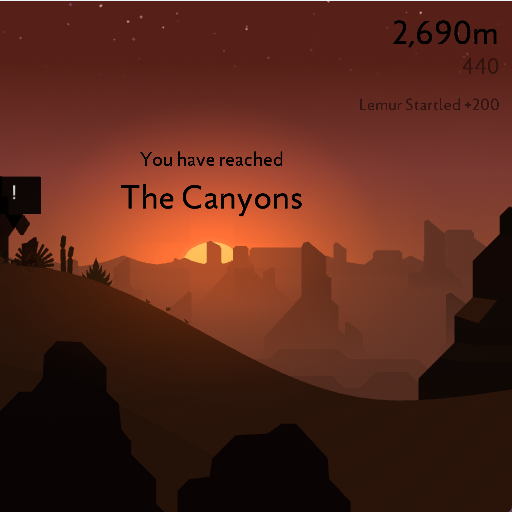 2,690m
440
Lemur Startled +200
You have reached
The Canyons
!